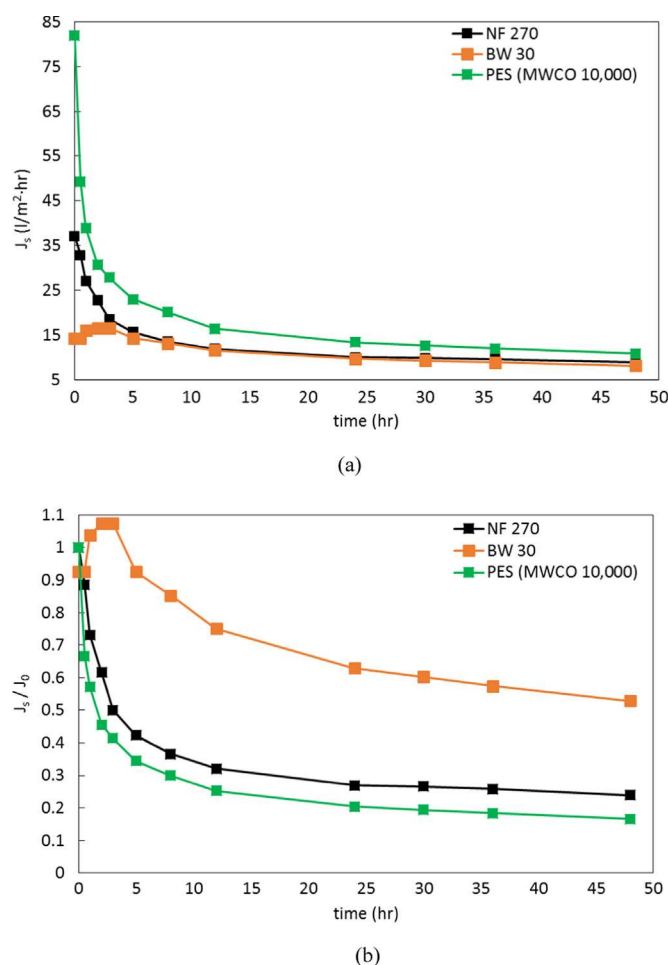 85
75
65
55
45
35
25
15
5
Jₛ (l/m²·hr)
NF 270
BW 30
PES (MWCO 10,000)
0 5 10 15 20 25 30 35 40 45 50
time (hr)
(a)
1.1
1
0.9
0.8
0.7
0.6
0.5
0.4
0.3
0.2
0.1
0
Jₛ / J₀
NF 270
BW 30
PES (MWCO 10,000)
0 5 10 15 20 25 30 35 40 45 50
time (hr)
(b)